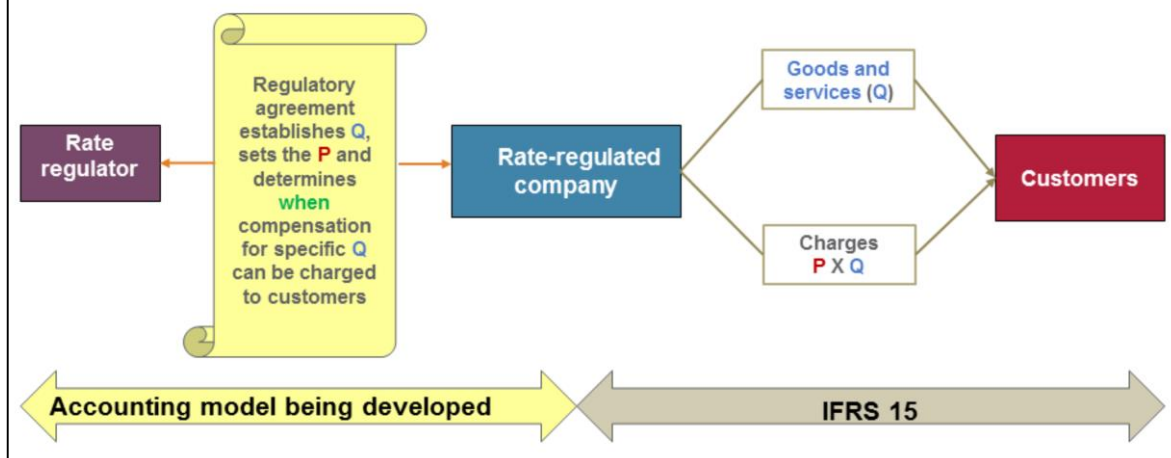 Rate
regulator
Regulatory
agreement
establishes Q,
sets the P and
determines
when
compensation
for specific Q
can be charged
to customers
Rate-regulated
company
Goods and
services (Q)
Charges
P X Q
Customers
Accounting model being developed
IFRS 15